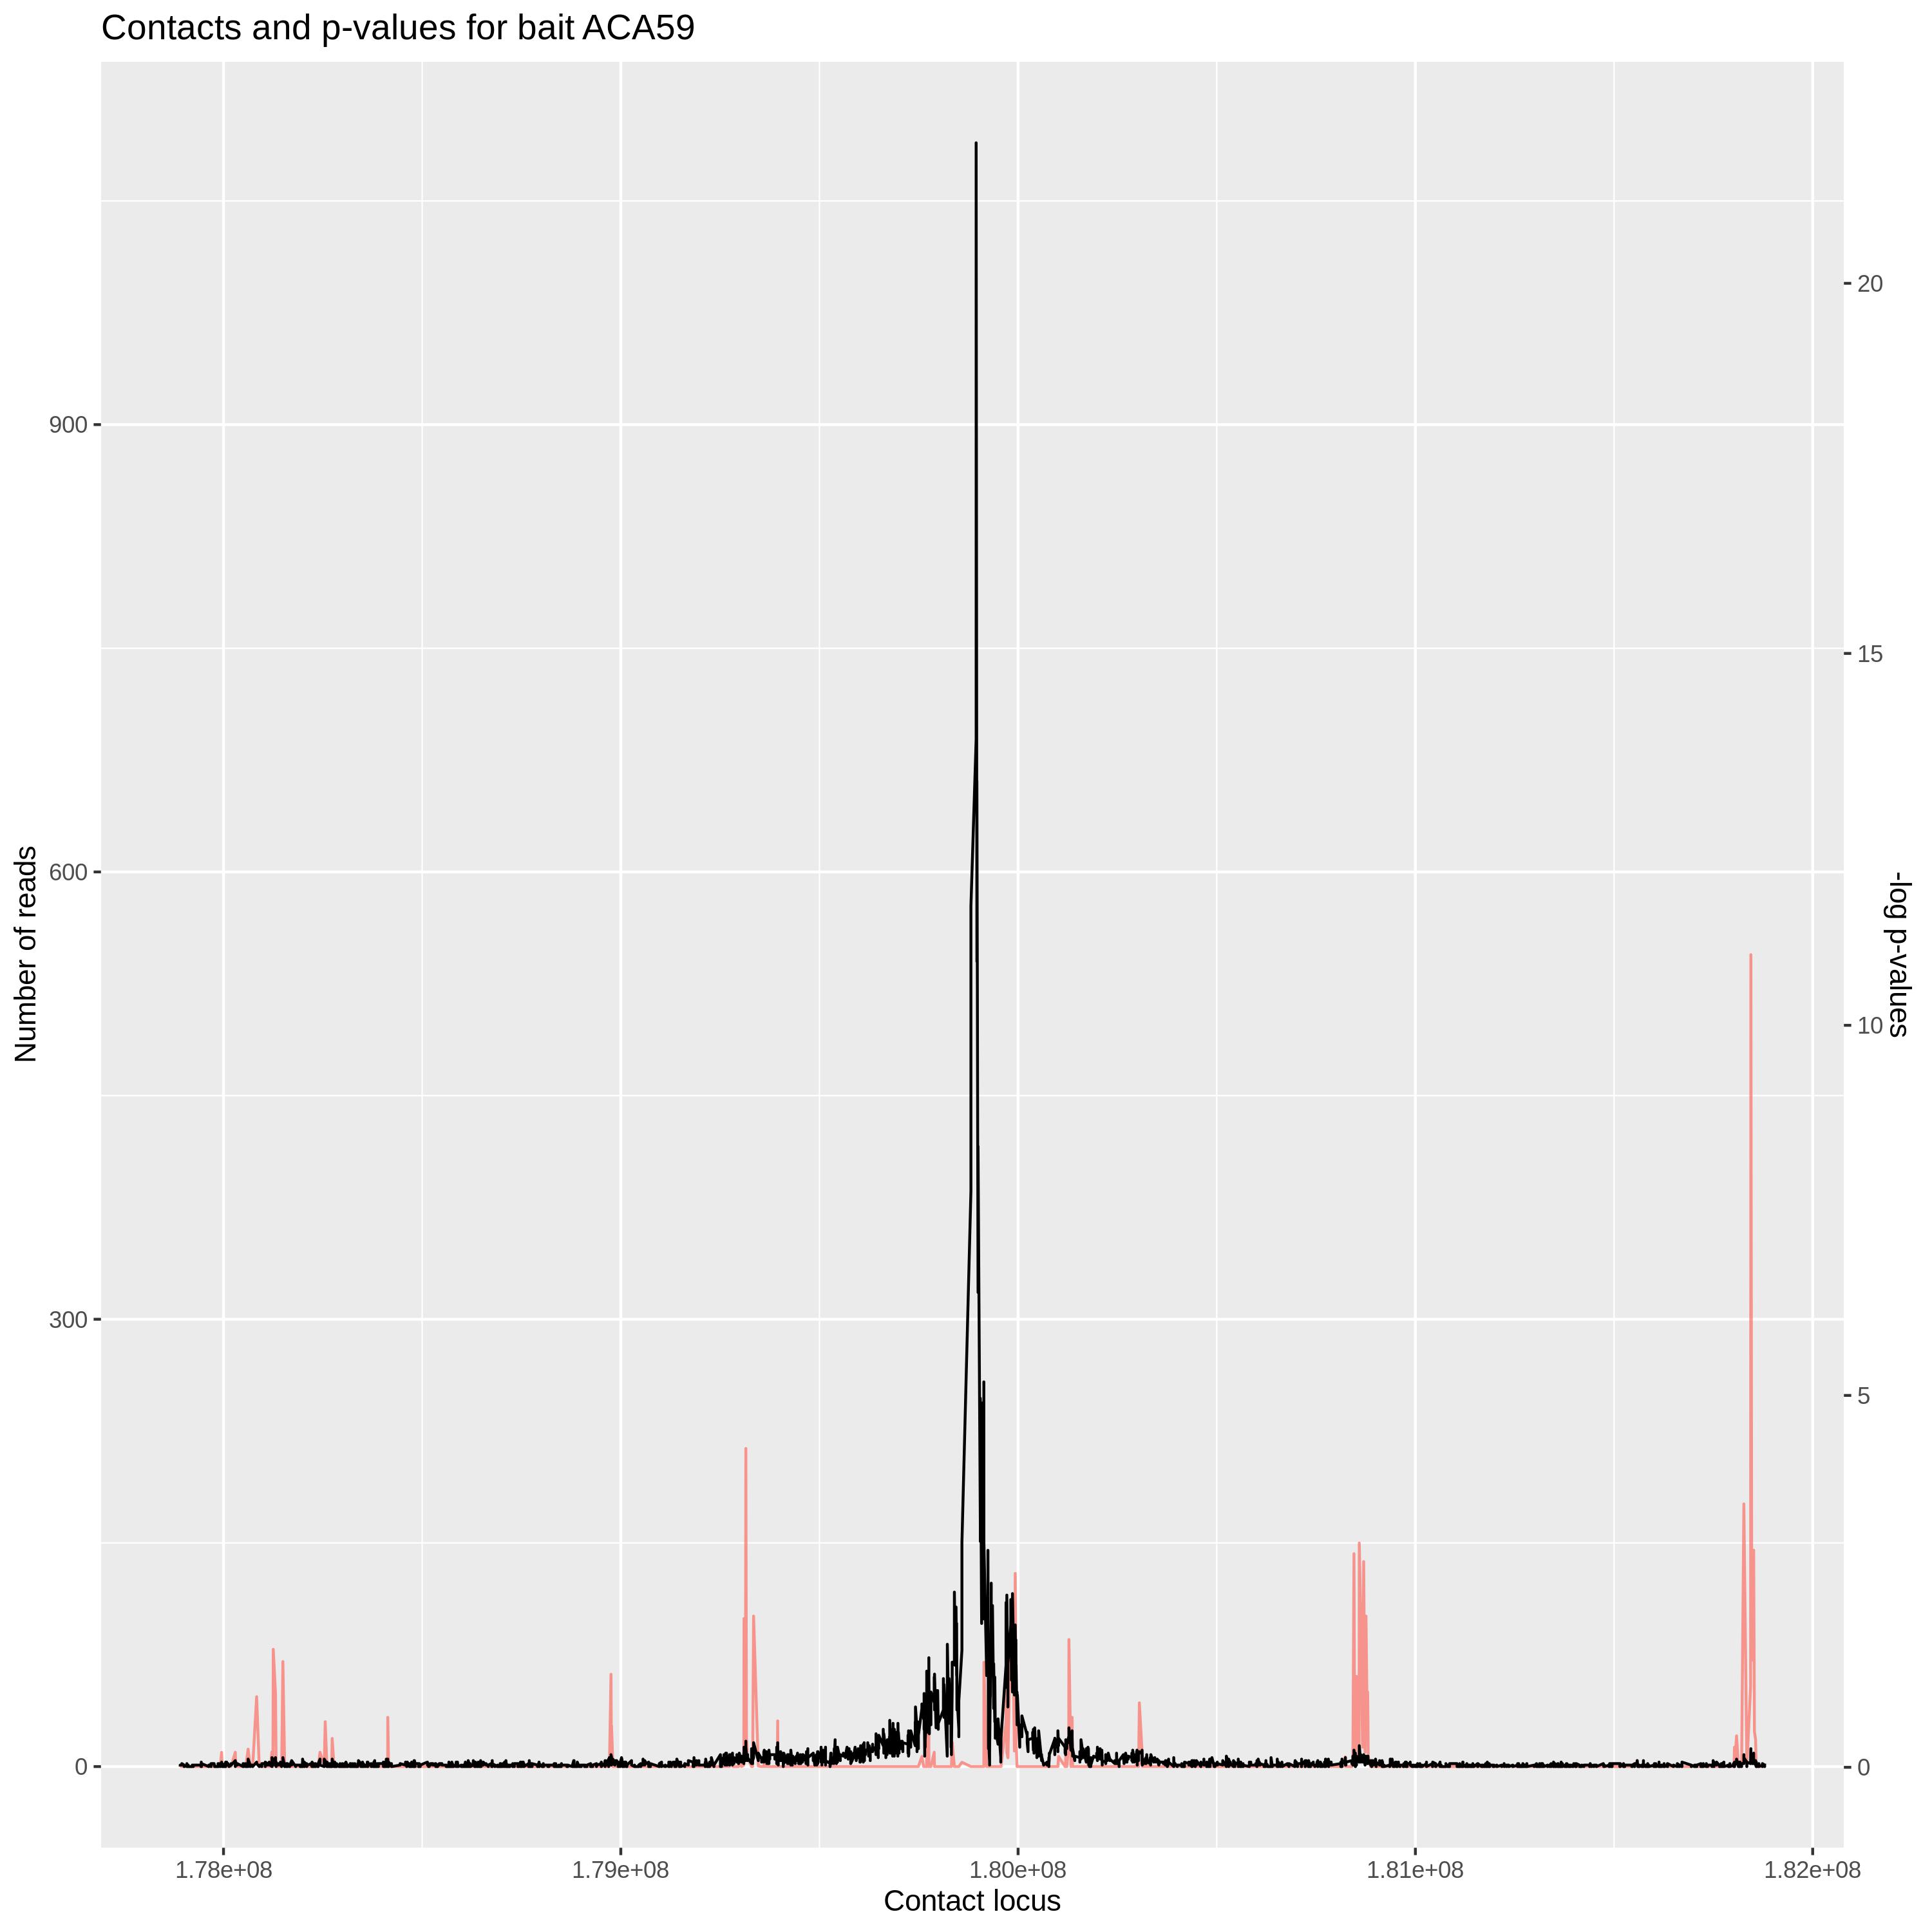 Contacts and p-values for bait ACA59
Number of reads
900
600
300
0
20
15
10
5
0
-log p-values
1.78e+08
1.79e+08
1.80e+08
1.81e+08
1.82e+08
Contact locus